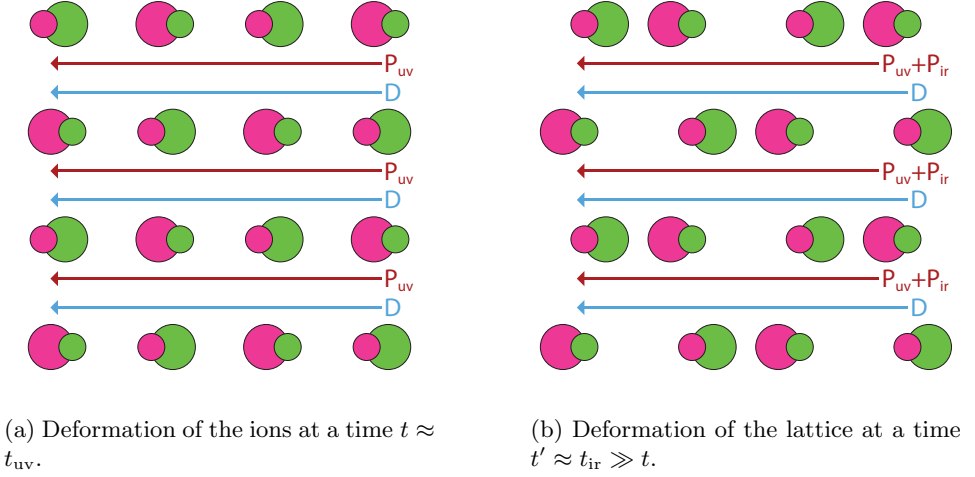 P_uv P_uv+P_ir
D D
P_uv P_uv+P_ir
D D
P_uv P_uv+P_ir
D D
(a) Deformation of the ions at a time t ≈
t_uv.
(b) Deformation of the lattice at a time
t′ ≈ t_ir ≫ t.